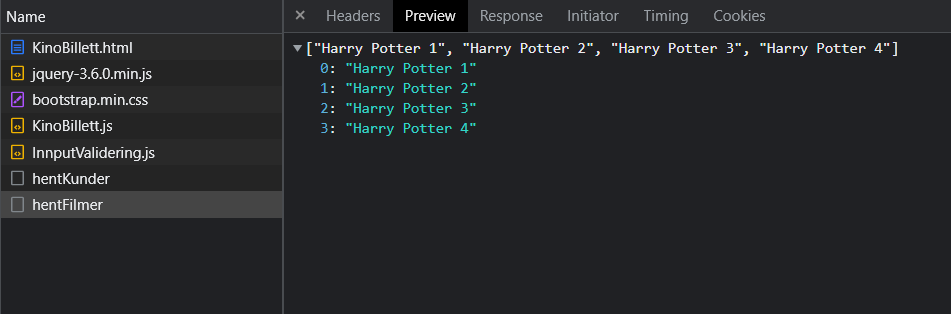 Name
KinoBillett.html
jquery-3.6.0.min.js
bootstrap.min.css
KinoBillett.js
InnputValidering.js
hentKunder
hentFilmer
× Headers Preview Response Initiator Timing Cookies
▼["Harry Potter 1", "Harry Potter 2", "Harry Potter 3", "Harry Potter 4"]
0: "Harry Potter 1"
1: "Harry Potter 2"
2: "Harry Potter 3"
3: "Harry Potter 4"